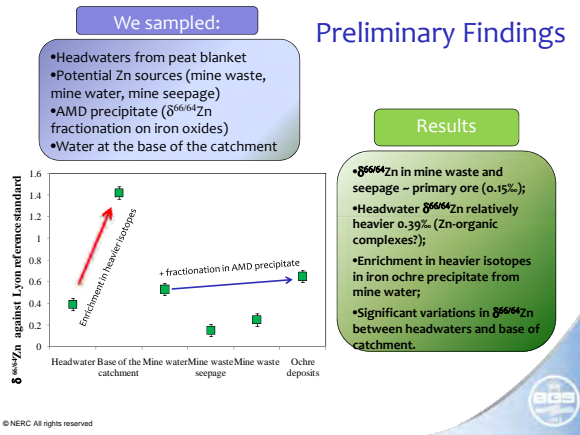 We sampled:
Preliminary Findings
•Headwaters from peat blanket
•Potential Zn sources (mine waste,
mine water, mine seepage)
•AMD precipitate (δ66/64Zn
fractionation on iron oxides)
•Water at the base of the catchment
Results
•δ66/64Zn in mine waste and
seepage ~ primary ore (0.15‰);
•Headwater δ66/64Zn relatively
heavier 0.39‰ (Zn-organic
complexes?);
•Enrichment in heavier isotopes
in iron ochre precipitate from
mine water;
•Significant variations in δ66/64Zn
between headwaters and base of
catchment.
δ 66/64Zn against Lyon reference standard
1.6
1.4
1.2
1
0.8
0.6
0.4
0.2
0
Enrichment in heavier isotopes
+ fractionation in AMD precipitate
Headwater
Base of the
catchment
Mine water
Mine waste
seepage
Mine waste
Ochre
deposits
© NERC All rights reserved
BGS